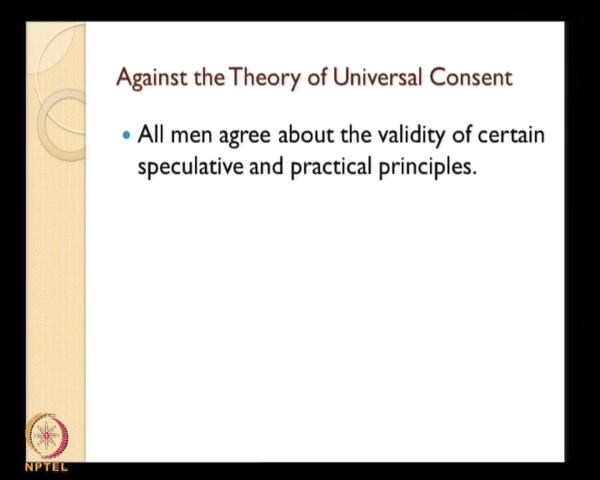 Against the Theory of Universal Consent
All men agree about the validity of certain
speculative and practical principles.
NPTEL